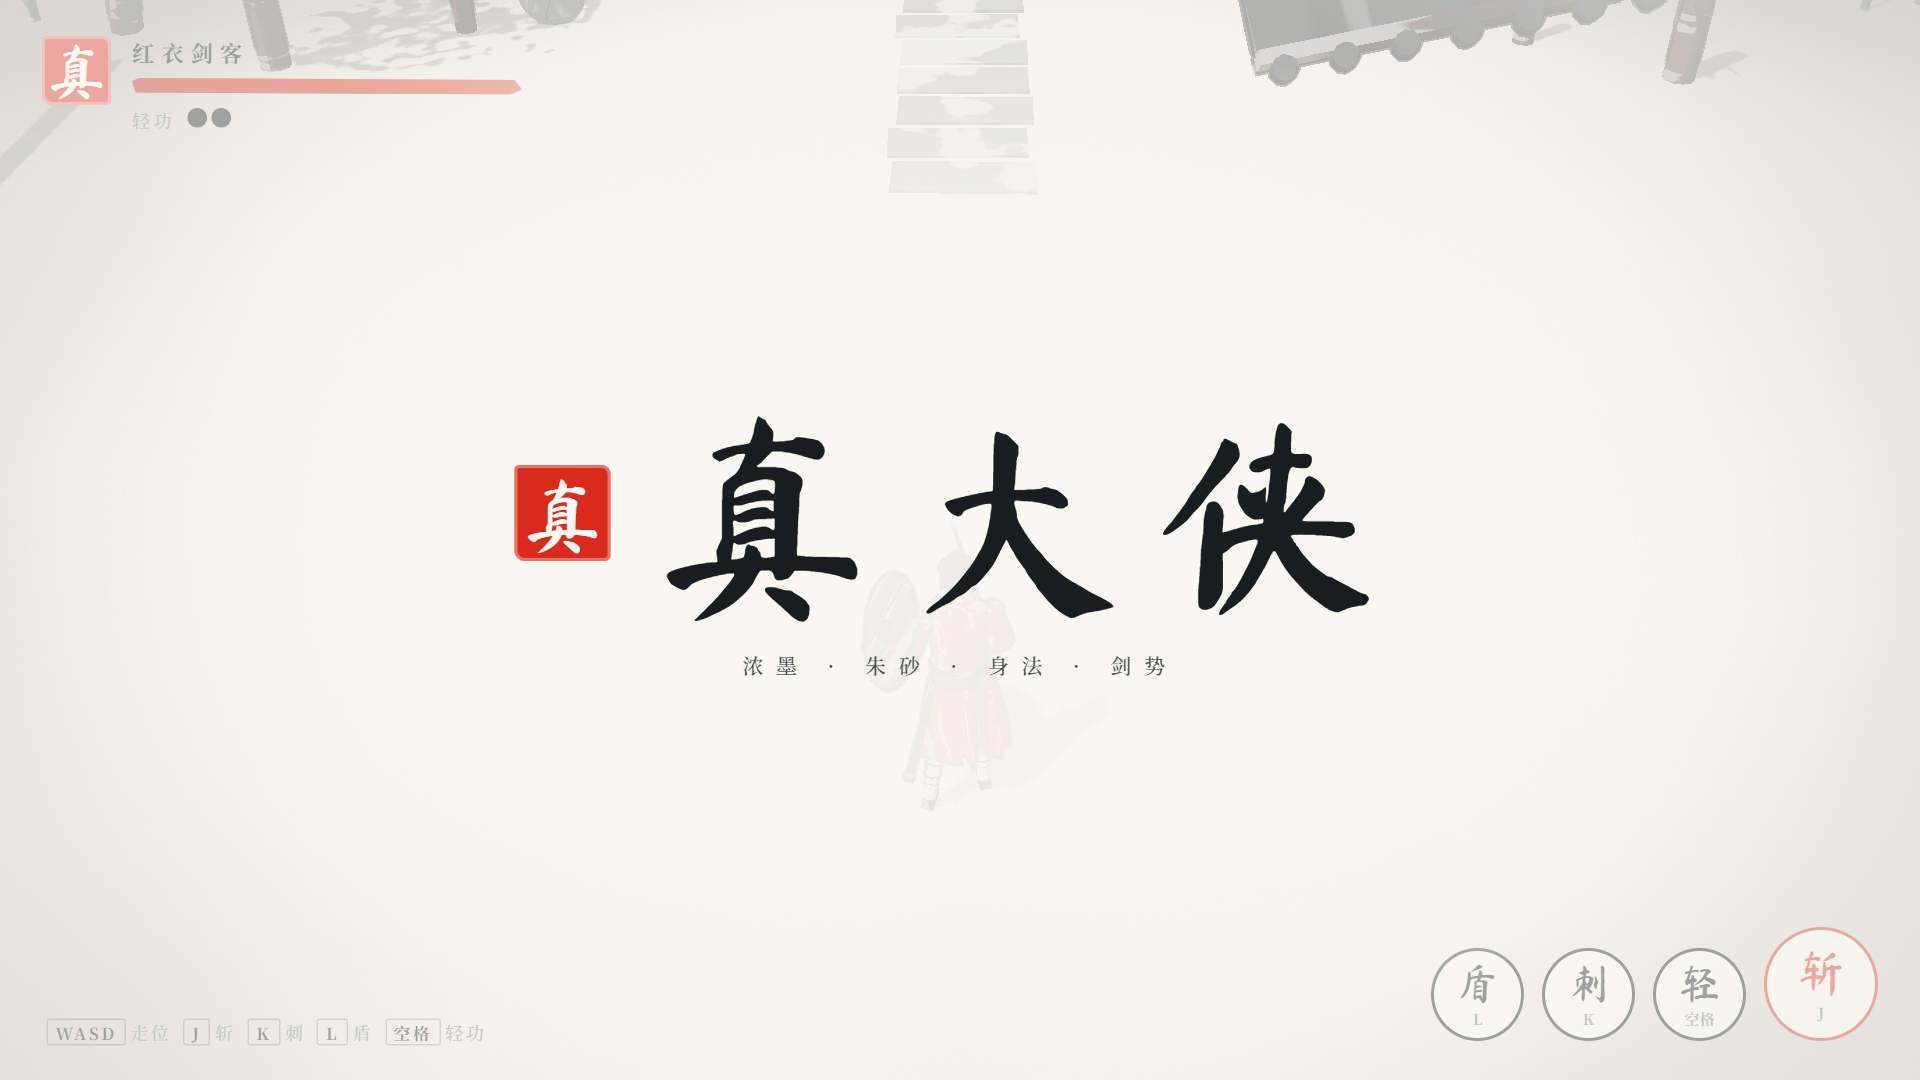 真
红衣剑客
轻功
真
真大侠
浓墨 · 朱砂 · 身法 · 剑势
盾
L
刺
K
轻
空格
斩
J
WASD 走位 J 斩 K 刺 L 盾 空格 轻功